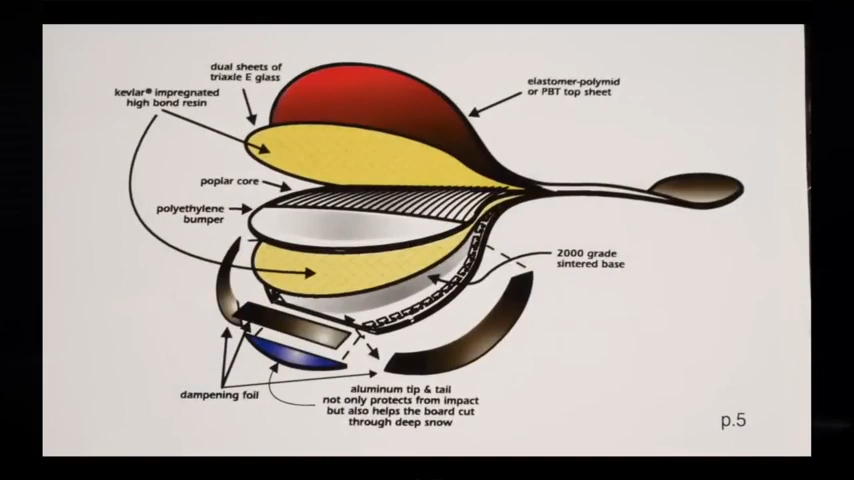 dual sheets of
triaxle E glass
kevlar® impregnated
high bond resin
elastomer-polymid
or PBT top sheet
poplar core
polyethylene
bumper
2000 grade
sintered base
dampening foil
aluminum tip & tail
not only protects from impact
but also helps the board cut
through deep snow
p.5